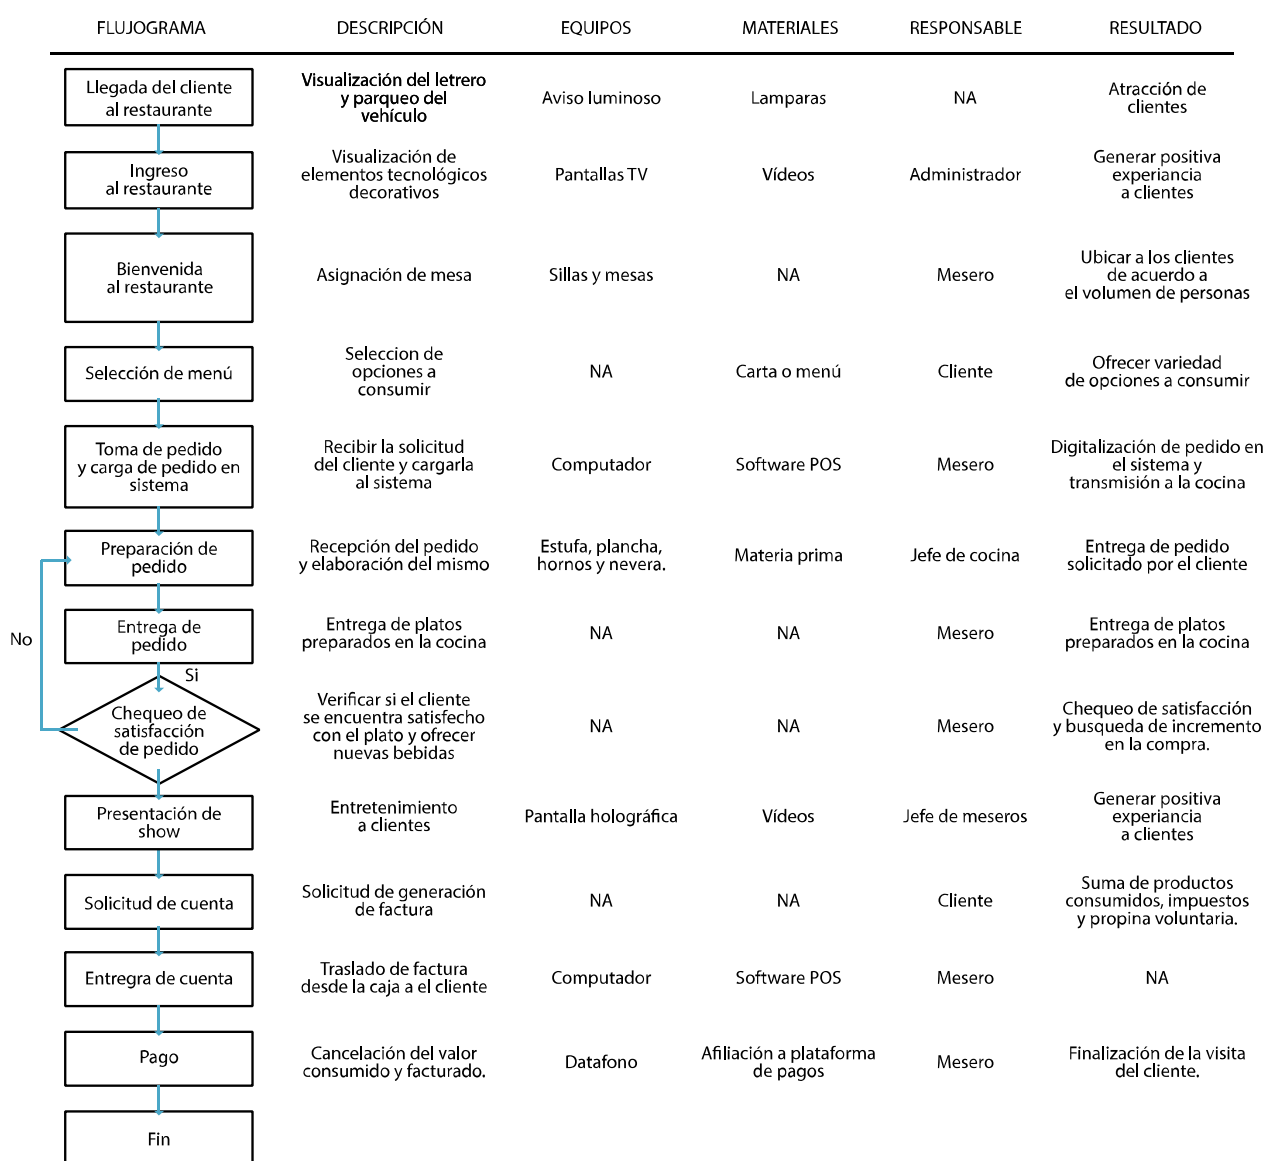 FLUJOGRAMA DESCRIPCIÓN EQUIPOS MATERIALES RESPONSABLE RESULTADO
Llegada del cliente
al restaurante
Visualización del letrero
y parqueo del
vehículo
Aviso luminoso
Lamparas
NA
Atracción de
clientes
Ingreso
al restaurante
Visualización de
elementos tecnológicos
decorativos
Pantallas TV
Vídeos
Administrador
Generar positiva
experiancia
a clientes
Bienvenida
al restaurante
Asignación de mesa
Sillas y mesas
NA
Mesero
Ubicar a los clientes
de acuerdo a
el volumen de personas
Selección de menú
Seleccion de
opciones a
consumir
NA
Carta o menú
Cliente
Ofrecer variedad
de opciones a consumir
Toma de pedido
y carga de pedido en
sistema
Recibir la solicitud
del cliente y cargarla
al sistema
Computador
Software POS
Mesero
Digitalización de pedido en
el sistema y
transmisión a la cocina
Preparación de
pedido
Recepción del pedido
y elaboración del mismo
Estufa, plancha,
hornos y nevera.
Materia prima
Jefe de cocina
Entrega de pedido
solicitado por el cliente
No
Entrega de
pedido
Entrega de platos
preparados en la cocina
NA
NA
Mesero
Entrega de platos
preparados en la cocina
Si
Chequeo de
satisfacción
de pedido
Verificar si el cliente
se encuentra satisfecho
con el plato y ofrecer
nuevas bebidas
NA
NA
Mesero
Chequeo de satisfacción
y busqueda de incremento
en la compra.
Presentación de
show
Entretenimiento
a clientes
Pantalla holográfica
Vídeos
Jefe de meseros
Generar positiva
experiancia
a clientes
Solicitud de cuenta
Solicitud de generación
de factura
NA
NA
Cliente
Suma de productos
consumidos, impuestos
y propina voluntaria.
Entregra de cuenta
Traslado de factura
desde la caja a el cliente
Computador
Software POS
Mesero
NA
Pago
Cancelación del valor
consumido y facturado.
Datafono
Afiliación a plataforma
de pagos
Mesero
Finalización de la visita
del cliente.
Fin